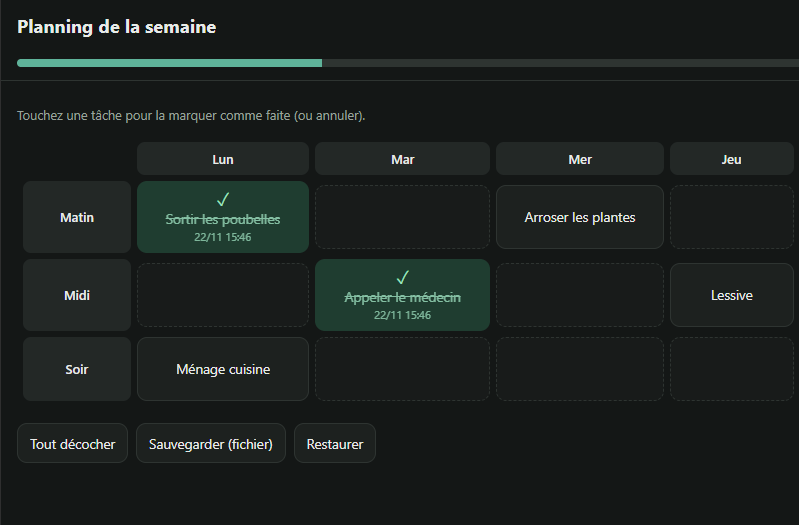 Planning de la semaine
Touchez une tâche pour la marquer comme faite (ou annuler).
Lun
Mar
Mer
Jeu
Matin
✓
Sortir les poubelles
22/11 15:46
Arroser les plantes
Midi
✓
Appeler le médecin
22/11 15:46
Lessive
Soir
Ménage cuisine
Tout décocher
Sauvegarder (fichier)
Restaurer